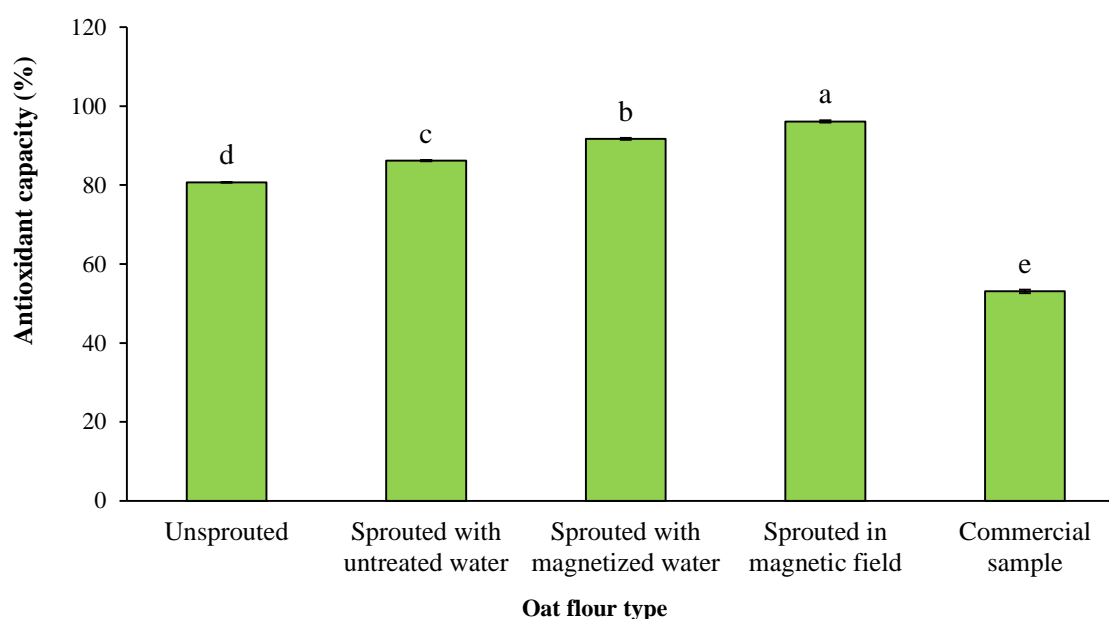 Antioxidant capacity (%)
120
100
80
60
40
20
0
d
c
b
a
e
Unsprouted
Sprouted with
untreated water
Sprouted with
magnetized water
Sprouted in
magnetic field
Commercial
sample
Oat flour type